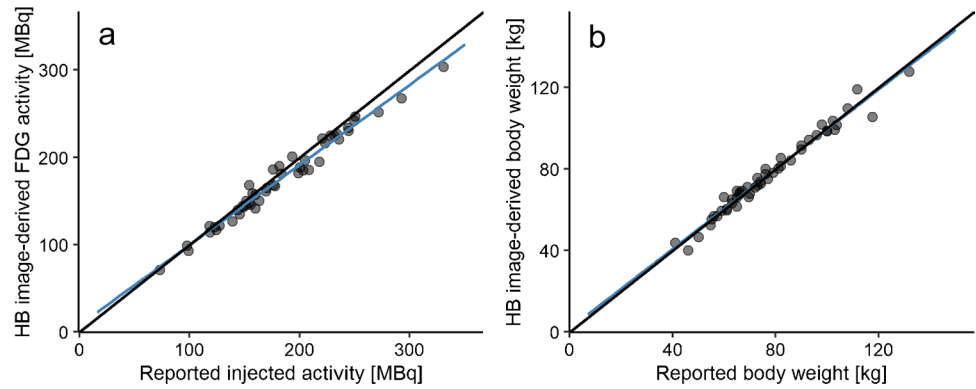 a
HB image-derived FDG activity [MBq]
300
200
100
0
0 100 200 300
Reported injected activity [MBq]
b
HB image-derived body weight [kg]
120
80
40
0
0 40 80 120
Reported body weight [kg]